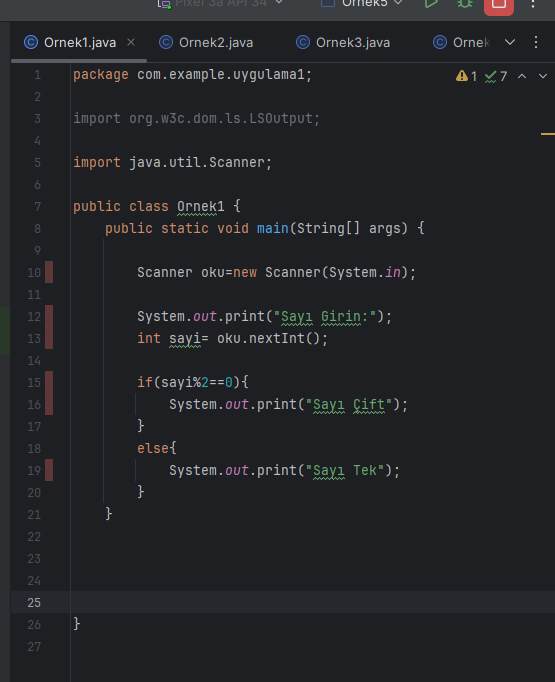 Pixel 3a API 34 Ornek5
Ornek1.java Ornek2.java Ornek3.java Ornek
1 package com.example.uygulama1; 1 7
2
3 import org.w3c.dom.ls.LSOutput;
4
5 import java.util.Scanner;
6
7 public class Ornek1 {
8 public static void main(String[] args) {
9
10 Scanner oku=new Scanner(System.in);
11
12 System.out.print("Sayı Girin:");
13 int sayi= oku.nextInt();
14
15 if(sayi%2==0){
16 System.out.print("Sayı Çift");
17 }
18 else{
19 System.out.print("Sayı Tek");
20 }
21 }
22
23
24
25
26 }
27